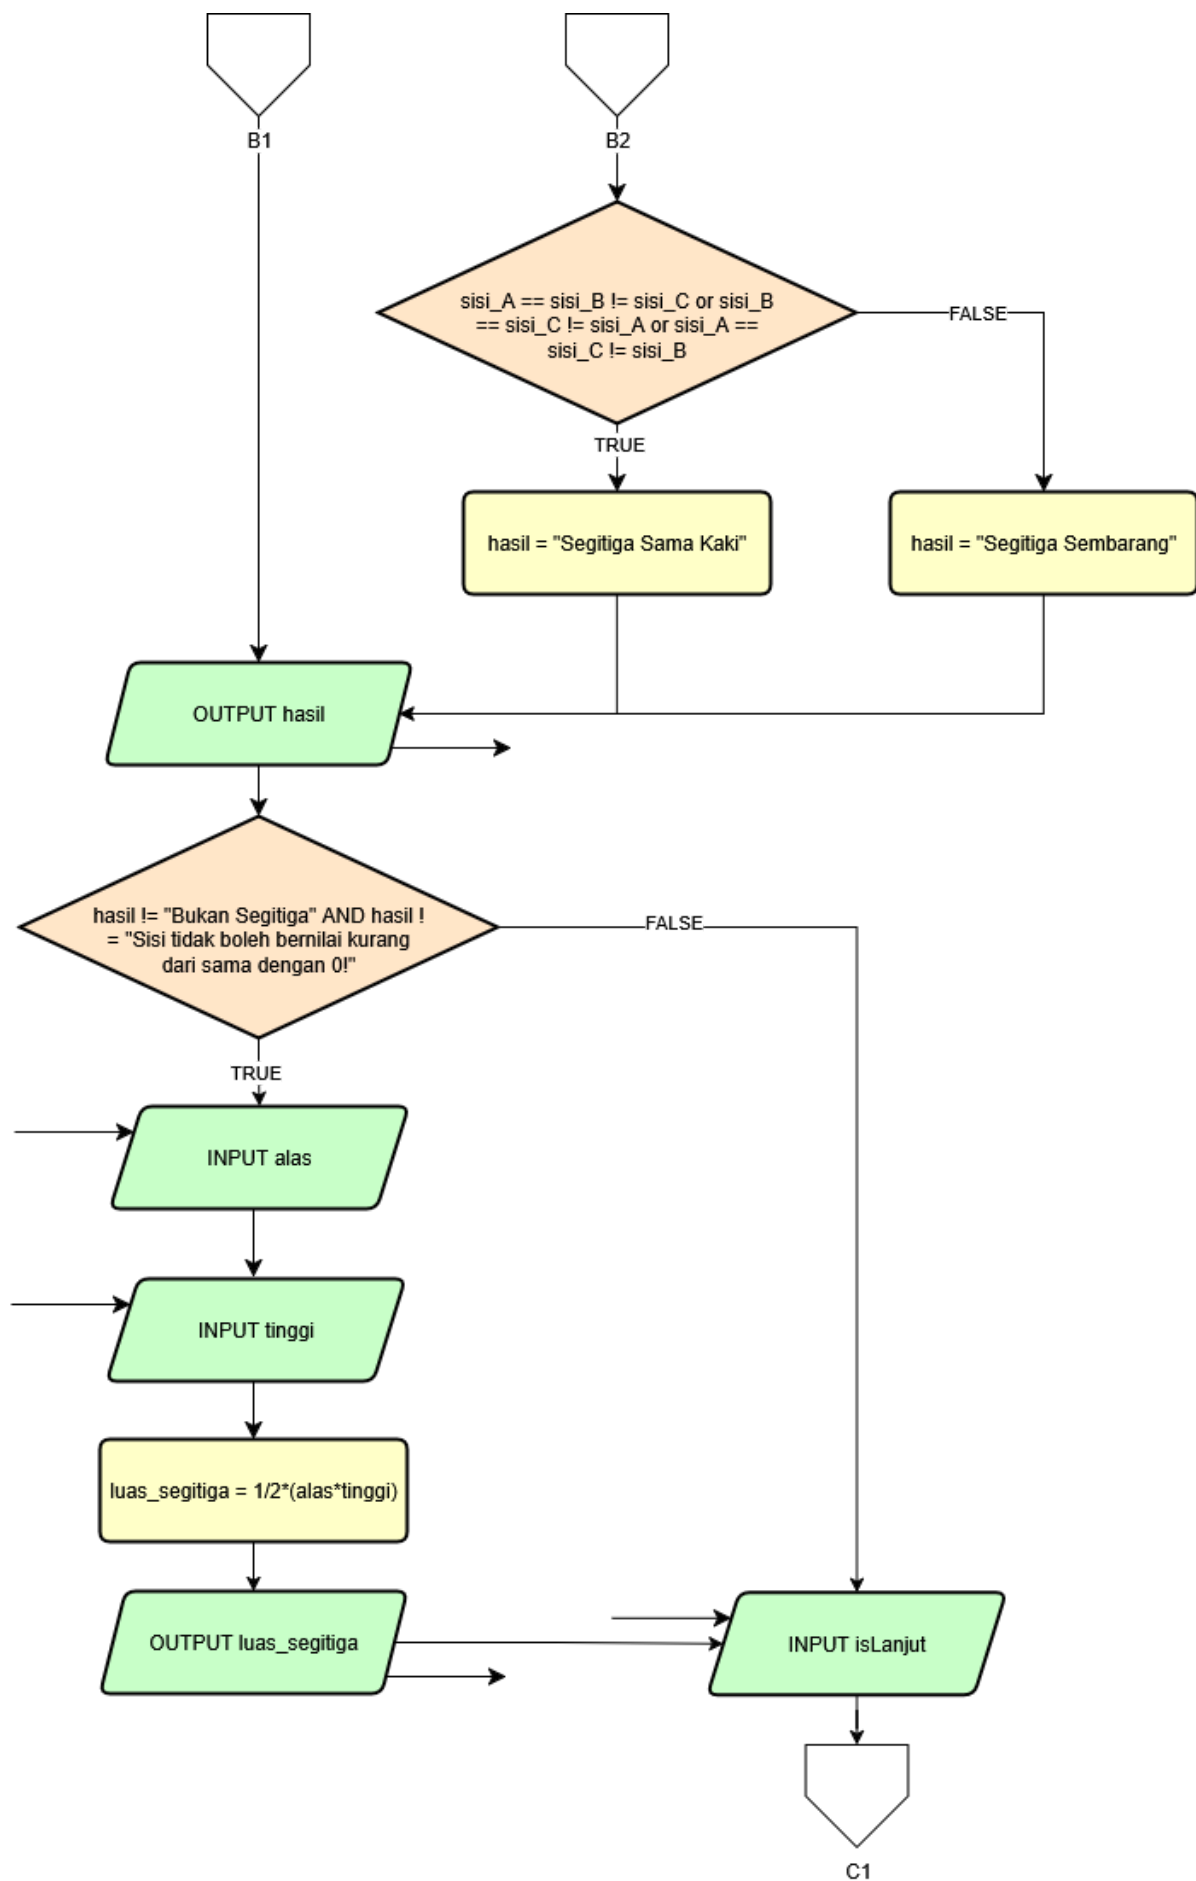 B1
B2
sisi_A == sisi_B != sisi_C or sisi_B
== sisi_C != sisi_A or sisi_A ==
sisi_C != sisi_B
FALSE
TRUE
hasil = "Segitiga Sama Kaki"
hasil = "Segitiga Sembarang"
OUTPUT hasil
hasil != "Bukan Segitiga" AND hasil !
= "Sisi tidak boleh bernilai kurang
dari sama dengan 0!"
FALSE
TRUE
INPUT alas
INPUT tinggi
luas_segitiga = 1/2*(alas*tinggi)
OUTPUT luas_segitiga
INPUT isLanjut
C1